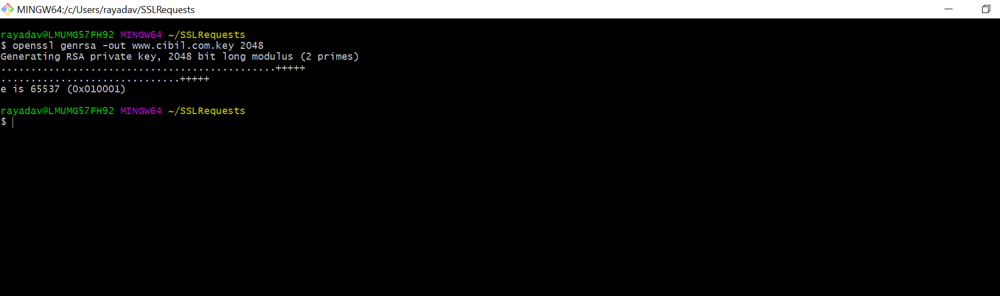 MINGW64:/c/Users/rayadav/SSLRequests
rayadav@LMUMG57FH92 MINGW64 ~/SSLRequests
$ openssl genrsa -out www.cibil.com.key 2048
Generating RSA private key, 2048 bit long modulus (2 primes)
..............................................+++++
..............................+++++
e is 65537 (0x010001)
rayadav@LMUMG57FH92 MINGW64 ~/SSLRequests
$